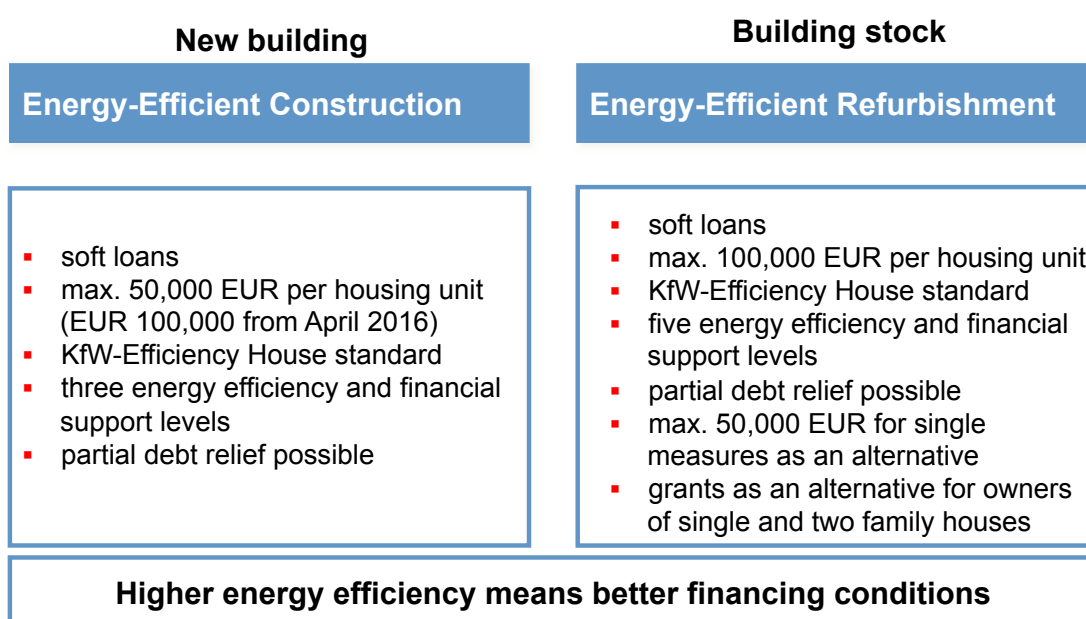 New building
Energy-Efficient Construction
▪ soft loans
▪ max. 50,000 EUR per housing unit
(EUR 100,000 from April 2016)
▪ KfW-Efficiency House standard
▪ three energy efficiency and financial
support levels
▪ partial debt relief possible
Building stock
Energy-Efficient Refurbishment
▪ soft loans
▪ max. 100,000 EUR per housing unit
▪ KfW-Efficiency House standard
▪ five energy efficiency and financial
support levels
▪ partial debt relief possible
▪ max. 50,000 EUR for single
measures as an alternative
▪ grants as an alternative for owners
of single and two family houses
Higher energy efficiency means better financing conditions